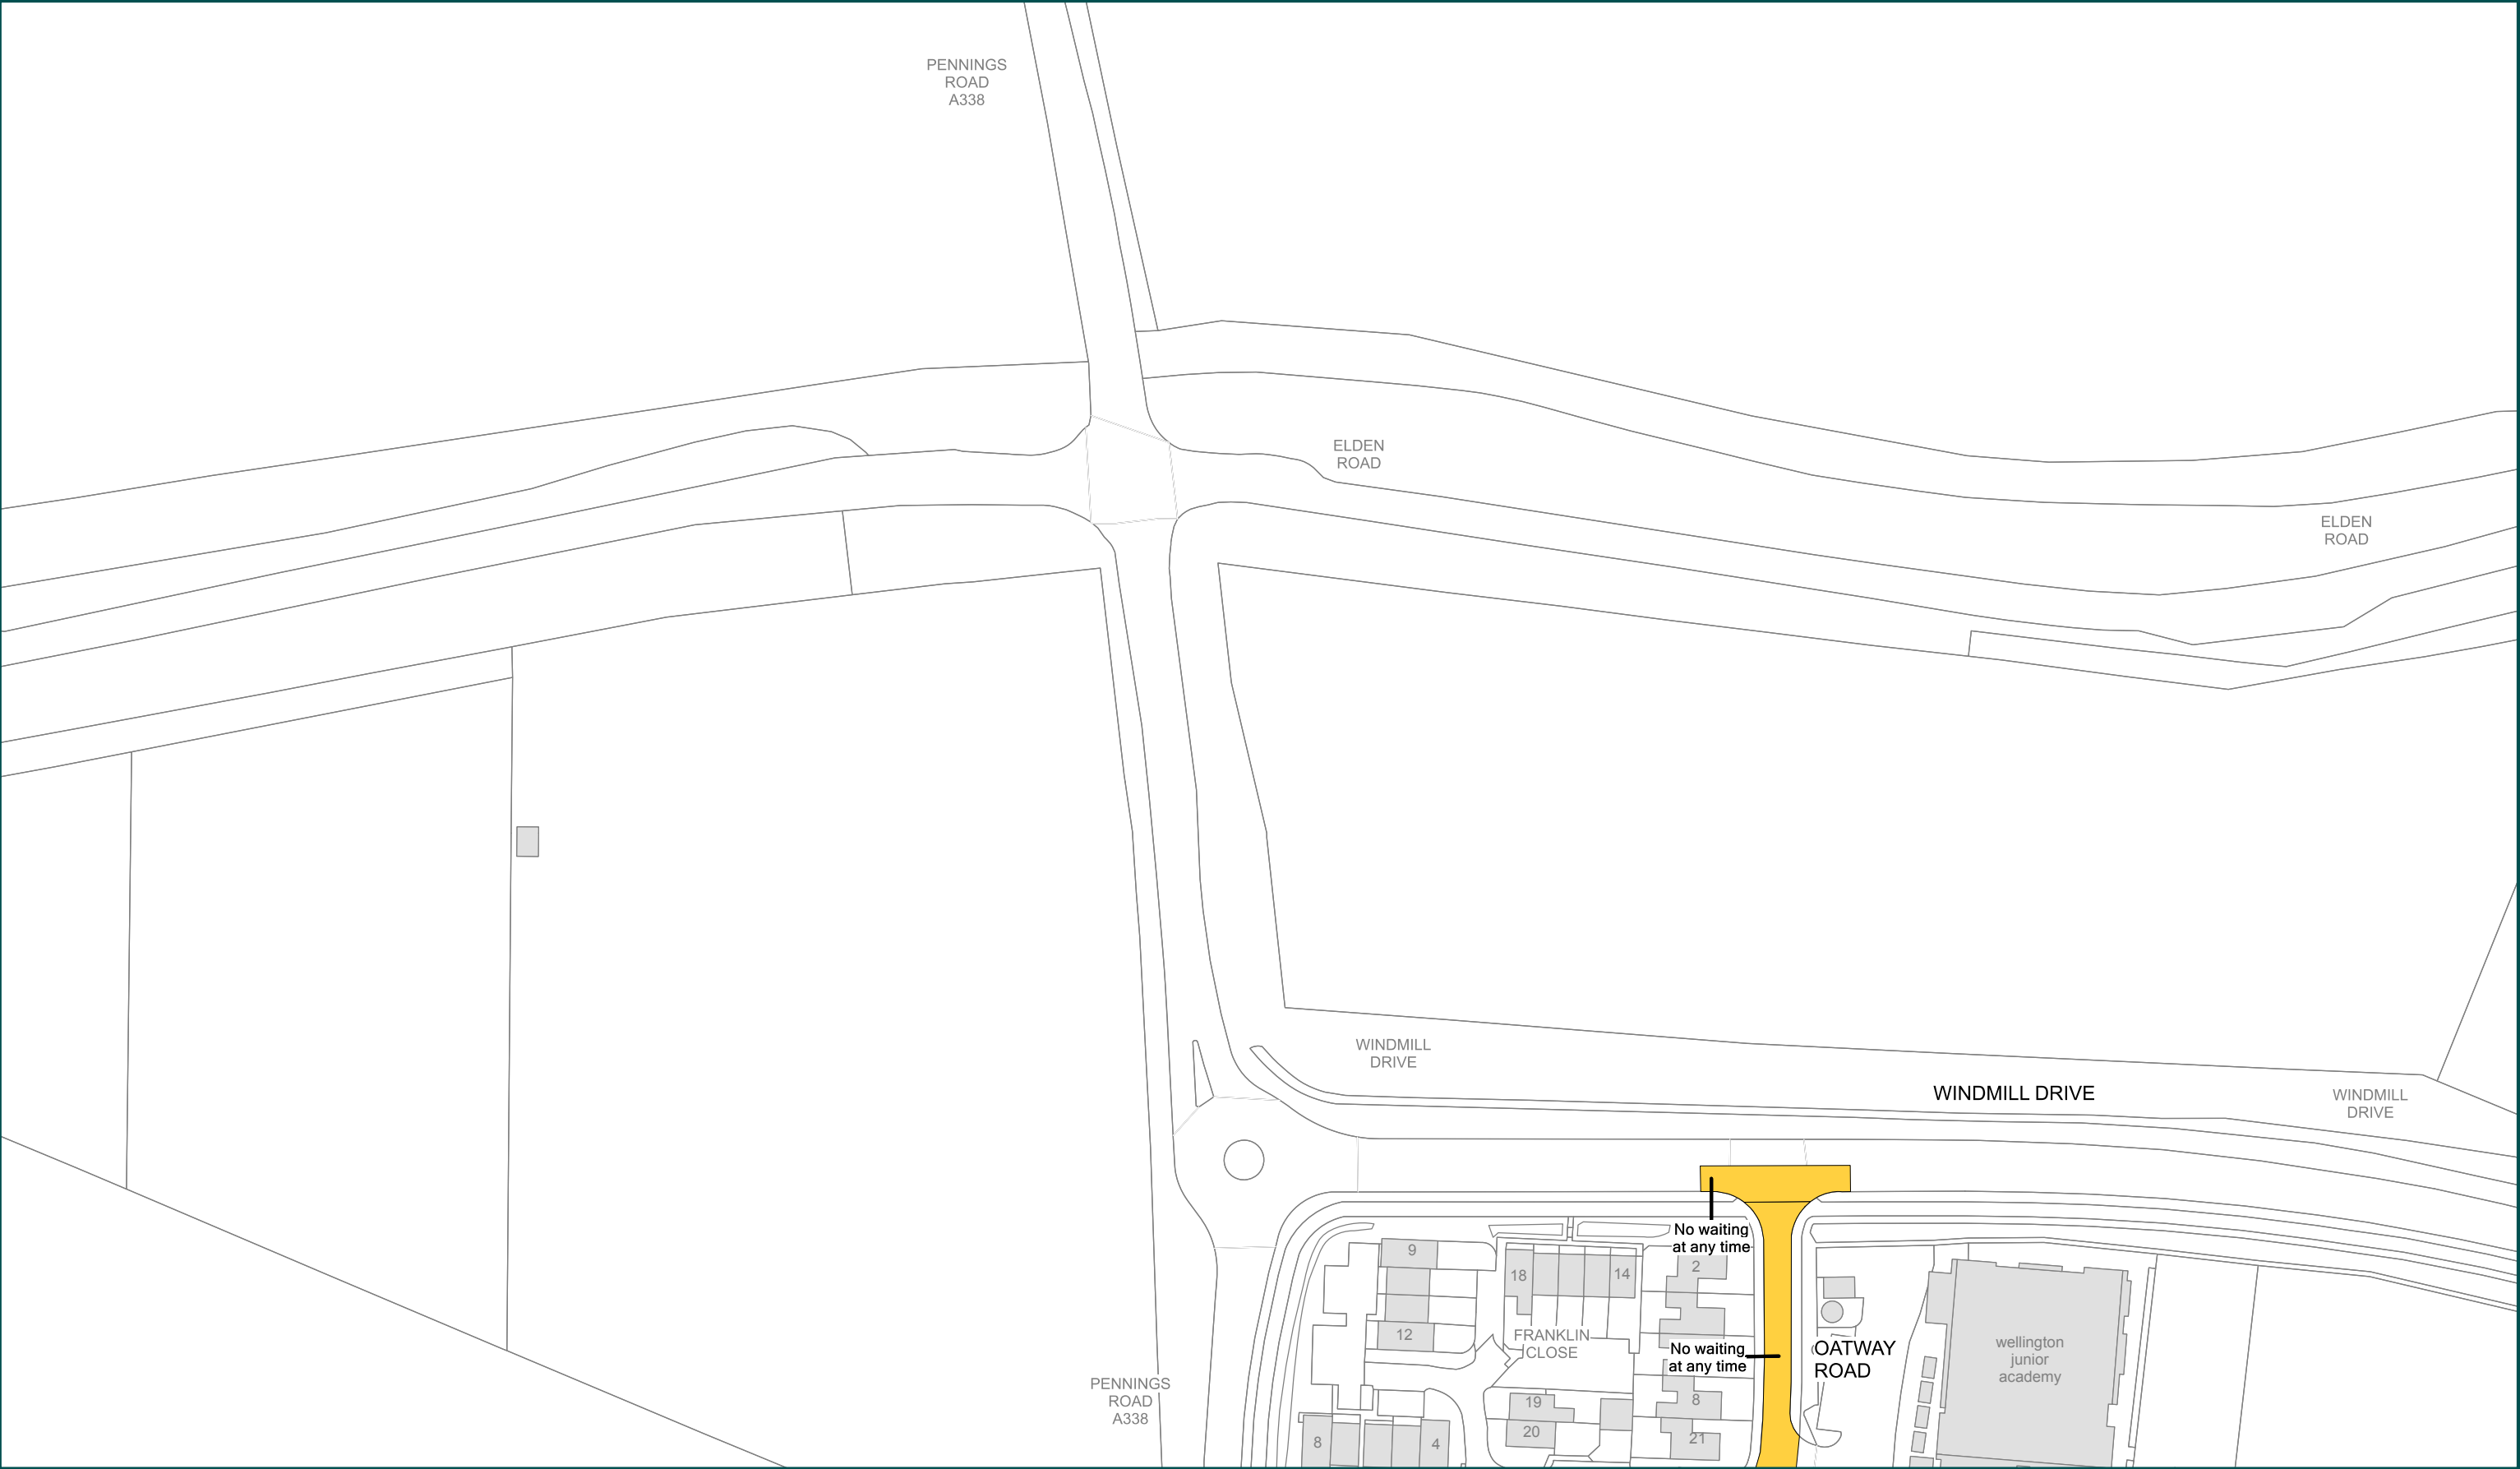 PENNINGS
ROAD
A338
ELDEN
ROAD
ELDEN
ROAD
WINDMILL
DRIVE
WINDMILL DRIVE
WINDMILL
DRIVE
No waiting
at any time
9
18
14
2
12
FRANKLIN
CLOSE
No waiting
at any time
OATWAY
ROAD
wellington
junior
academy
PENNINGS
ROAD
A338
19
8
20
21
8
4